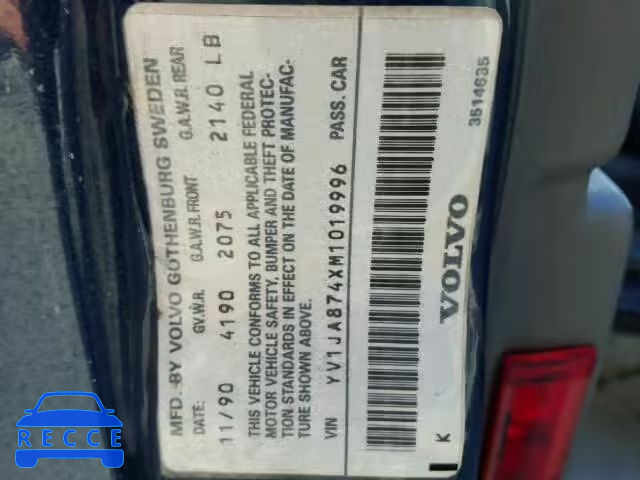 MFD. BY VOLVO GOTHENBURG SWEDEN
DATE: G.V.W.R. G.A.W.R. FRONT G.A.W.R. REAR
11/90 4190 2075 2140 LB
THIS VEHICLE CONFORMS TO ALL APPLICABLE FEDERAL
MOTOR VEHICLE SAFETY, BUMPER AND THEFT PROTEC-
TION STANDARDS IN EFFECT ON THE DATE OF MANUFAC-
TURE SHOWN ABOVE.
VIN YV1JA874XM1019996 PASS. CAR
K VOLVO 3514635
RECCE